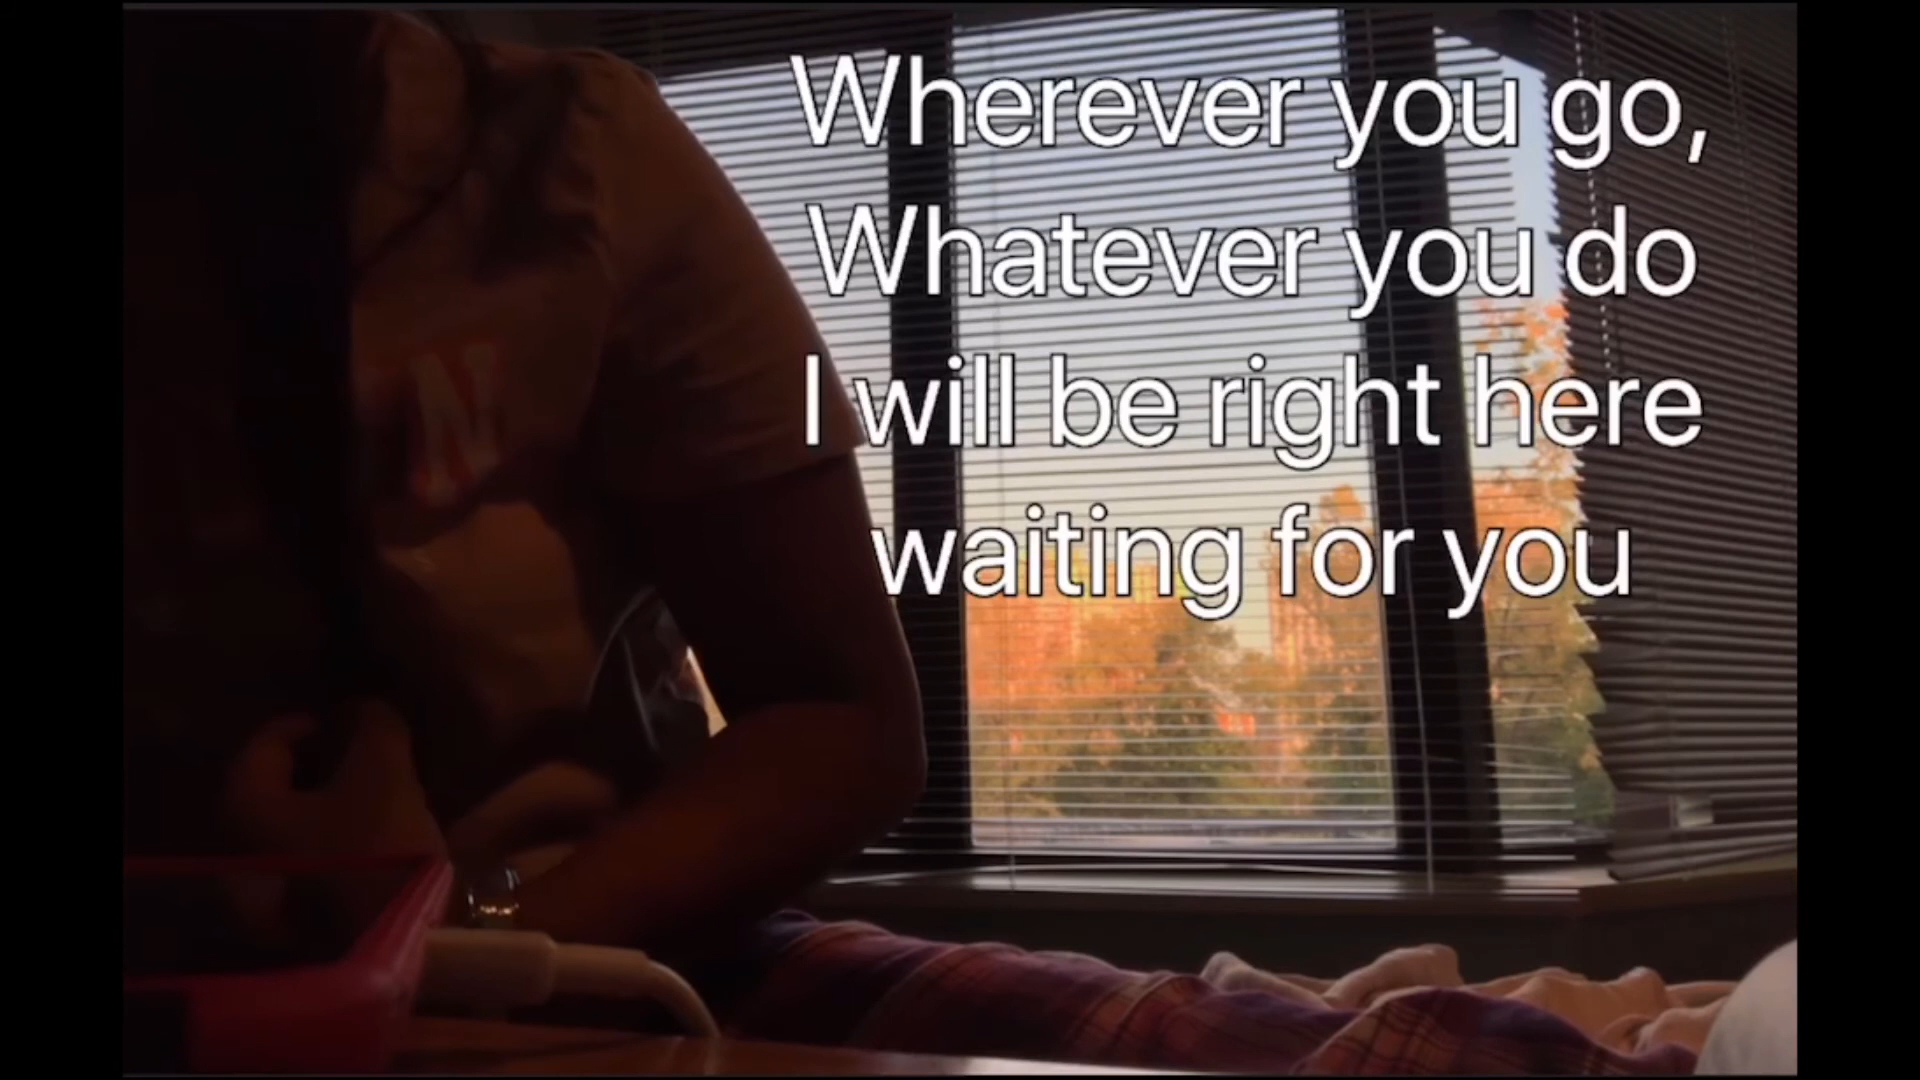 Wherever you go,
Whatever you do
I will be right here
waiting for you
N